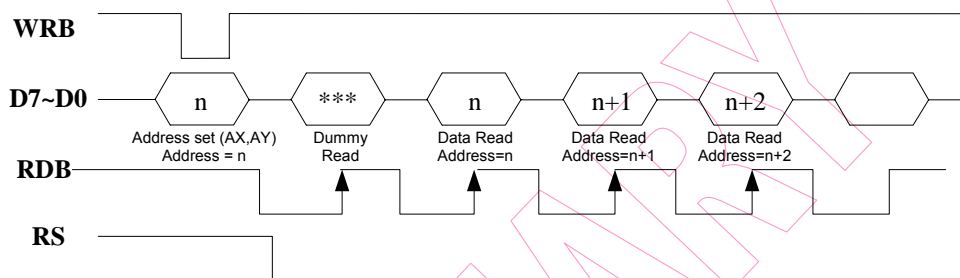 WRB
D7~D0
n
***
n
n+1
n+2
Address set (AX,AY)
Address = n
Dummy
Read
Data Read
Address=n
Data Read
Address=n+1
Data Read
Address=n+2
RDB
RS